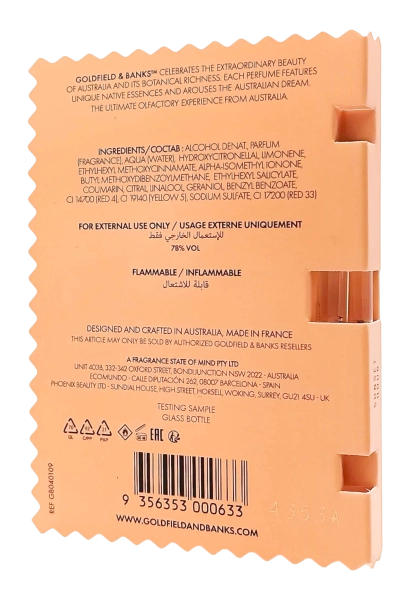 GOLDFIELD & BANKS™ CELEBRATES THE EXTRAORDINARY BEAUTY
OF AUSTRALIA AND ITS BOTANICAL RICHNESS. EACH PERFUME FEATURES
UNIQUE NATIVE ESSENCES AND AROUSES THE AUSTRALIAN DREAM.
THE ULTIMATE OLFACTORY EXPERIENCE FROM AUSTRALIA.
INGREDIENTS/COCTAB: ALCOHOL DENAT, PARFUM
(FRAGRANCE), AQUA (WATER), HYDROXYCITRONELLAL, LIMONENE,
ETHYLHEXYL METHOXYCINNAMATE, ALPHA-ISOMETHYL IONONE,
BUTYL METHOXYDIBENZOYLMETHANE, ETHYLHEXYL SALICYLATE,
COUMARIN, CITRAL, LINALOOL, GERANIOL, BENZYL BENZOATE,
CI 14700 (RED 4), CI 19140 (YELLOW 5), SODIUM SULFATE, CI 17200 (RED 33)
FOR EXTERNAL USE ONLY / USAGE EXTERNE UNIQUEMENT
للإستعمال الخارجي فقط
78% VOL
FLAMMABLE / INFLAMMABLE
قابلة للاشتعال
DESIGNED AND CRAFTED IN AUSTRALIA, MADE IN FRANCE
THIS ARTICLE MAY ONLY BE SOLD BY AUTHORIZED GOLDFIELD & BANKS RESELLERS
A FRAGRANCE STATE OF MIND PTY LTD
UNIT 403B, 332-342 OXFORD STREET, BONDI JUNCTION NSW 2022 - AUSTRALIA
ECOMUNDO - CALLE DIPUTACIÓN 262, 08007 BARCELONA - SPAIN
PHOENIX BEAUTY LTD - SUNDIAL HOUSE, HIGH STREET, HORSELL, WOKING, SURREY, GU21 4SU - UK
TESTING SAMPLE
GLASS BOTTLE
EAC
9 356353 000633
WWW.GOLDFIELDANDBANKS.COM
REF GB040109